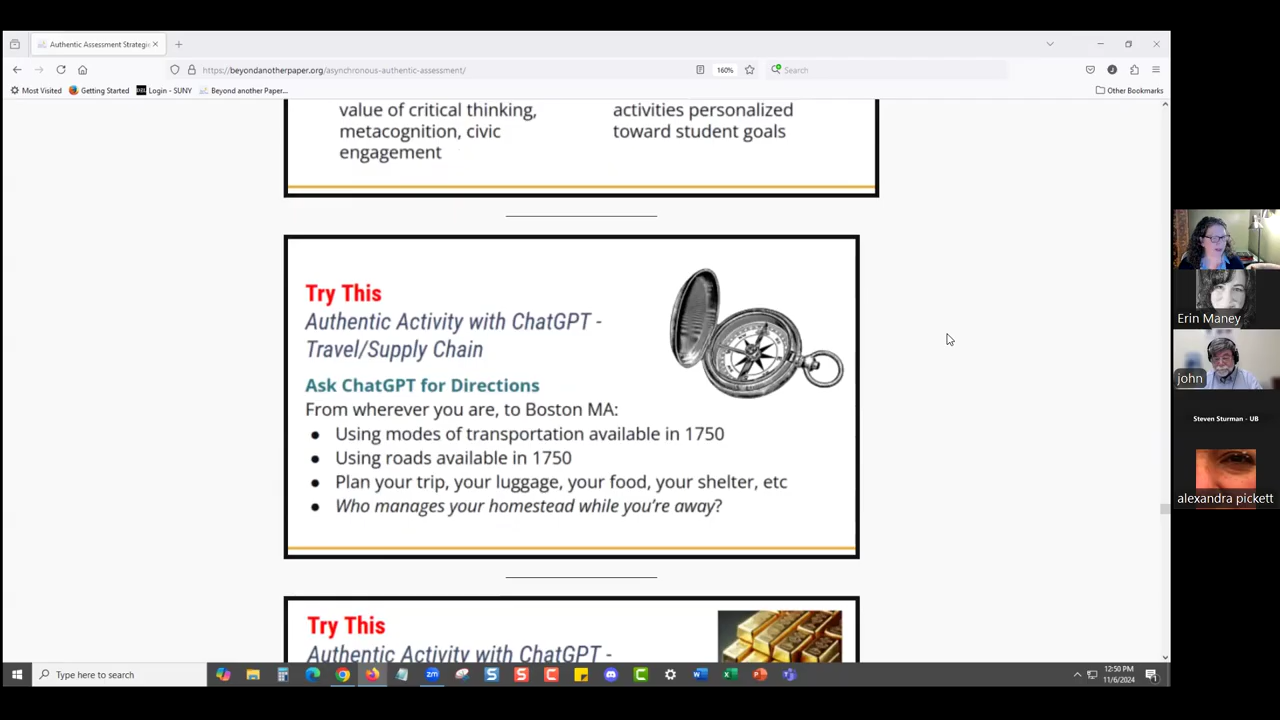 Authentic Assessment Strategi
https://beyondanotherpaper.org/asynchronous-authentic-assessment/
160%
Search
Most Visited
Getting Started
Login - SUNY
Beyond another Paper...
Other Bookmarks
value of critical thinking,
metacognition, civic
engagement
activities personalized
toward student goals
Try This
Authentic Activity with ChatGPT -
Travel/Supply Chain
Ask ChatGPT for Directions
From wherever you are, to Boston MA:
● Using modes of transportation available in 1750
● Using roads available in 1750
● Plan your trip, your luggage, your food, your shelter, etc
● Who manages your homestead while you're away?
Try This
Authentic Activity with ChatGPT -
Erin Maney
john
Steven Sturman - UB
alexandra pickett
Type here to search
12:50 PM
11/6/2024